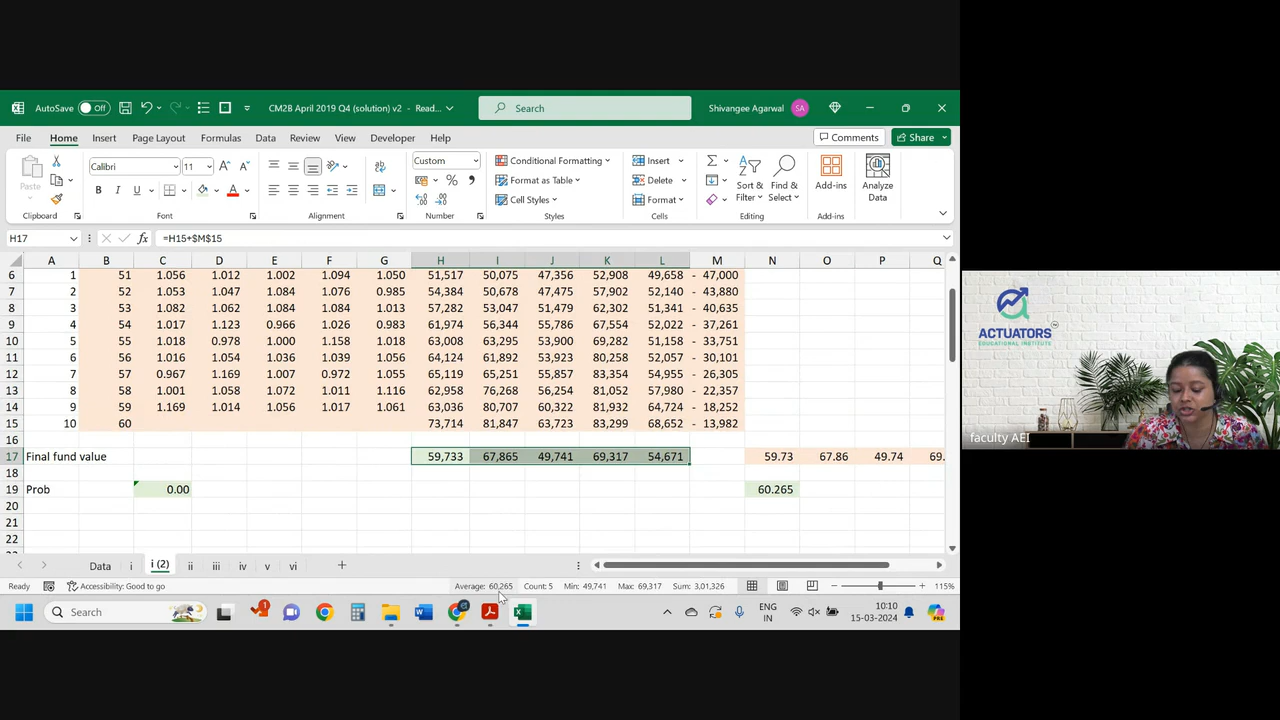 AutoSave Off CM2B April 2019 Q4 (solution) v2 - Read... Search Shivangee Agarwal SA
File Home Insert Page Layout Formulas Data Review View Developer Help Comments Share
Paste Calibri 11 Custom Conditional Formatting Format as Table Cell Styles Insert Delete Format Sort & Filter Find & Select Add-ins Analyze Data
Clipboard Font Alignment Number Styles Cells Editing Add-ins
H17 fx =H15+$M$15
A B C D E F G H I J K L M N O P Q
6 1 51 1.056 1.012 1.002 1.094 1.050 51,517 50,075 47,356 52,908 49,658 - 47,000
7 2 52 1.053 1.047 1.084 1.076 0.985 54,384 50,678 47,475 57,902 52,140 - 43,880
8 3 53 1.082 1.062 1.084 1.084 1.013 57,282 53,047 51,479 62,302 51,341 - 40,635
9 4 54 1.017 1.123 0.966 1.026 0.983 61,974 56,344 55,786 67,554 52,022 - 37,261
10 5 55 1.018 0.978 1.000 1.158 1.018 63,008 63,295 53,900 69,282 51,158 - 33,751
11 6 56 1.016 1.054 1.036 1.039 1.056 64,124 61,892 53,923 80,258 52,057 - 30,101
12 7 57 0.967 1.169 1.007 0.972 1.055 65,119 65,251 55,857 83,354 54,955 - 26,305
13 8 58 1.001 1.058 1.072 1.011 1.116 62,958 76,268 56,254 81,052 57,980 - 22,357
14 9 59 1.169 1.014 1.056 1.017 1.061 63,036 80,707 60,322 81,932 64,724 - 18,252
15 10 60 73,714 81,847 63,723 83,299 68,652 - 13,982
16
17 Final fund value 59,733 67,865 49,741 69,317 54,671 59.73 67.86 49.74 69.
18
19 Prob 0.00 60.265
20
21
22
Data i i (2) ii iii iv v vi
Ready Accessibility: Good to go Average: 60,265 Count: 5 Min: 49,741 Max: 69,317 Sum: 3,01,326 115%
Search ENG IN 10:10 15-03-2024
ACTUATORS
EDUCATIONAL INSTITUTE
faculty AEI